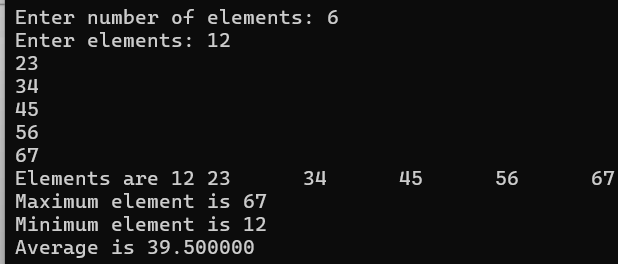 Enter number of elements: 6
Enter elements: 12
23
34
45
56
67
Elements are 12 23      34      45      56      67
Maximum element is 67
Minimum element is 12
Average is 39.500000